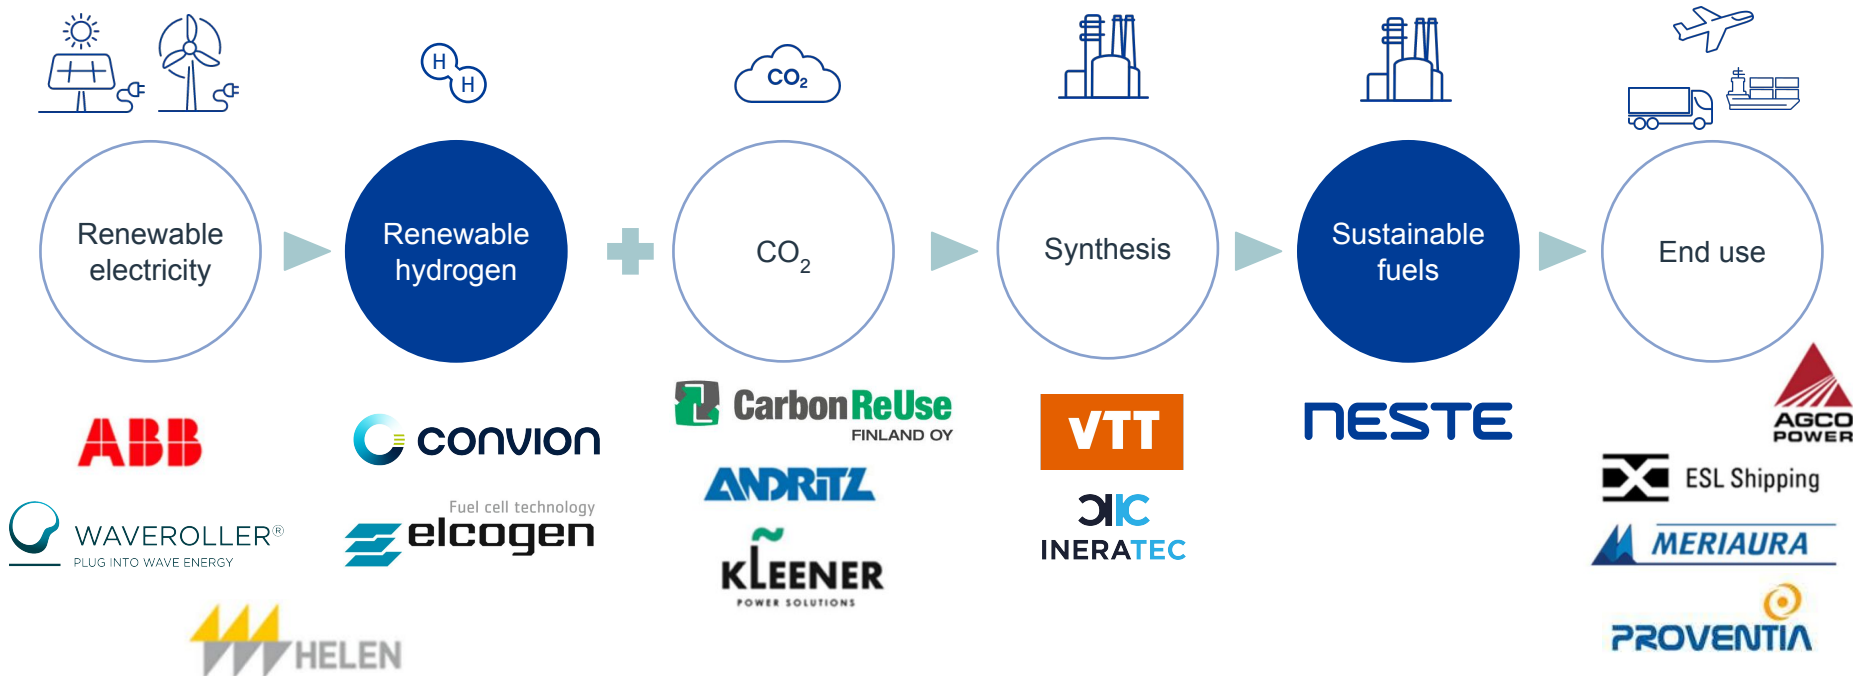 H
H
CO₂
Renewable
electricity
Renewable
hydrogen
CO₂
Synthesis
Sustainable
fuels
End use
ABB
WAVEROLLER®
PLUG INTO WAVE ENERGY
HELEN
CONVION
Fuel cell technology
elcogen
CarbonReUse
FINLAND OY
ANDRITZ
KLEENER
POWER SOLUTIONS
VTT
INERATEC
NESTE
AGCO
POWER
ESL Shipping
MERIAURA
PROVENTIA